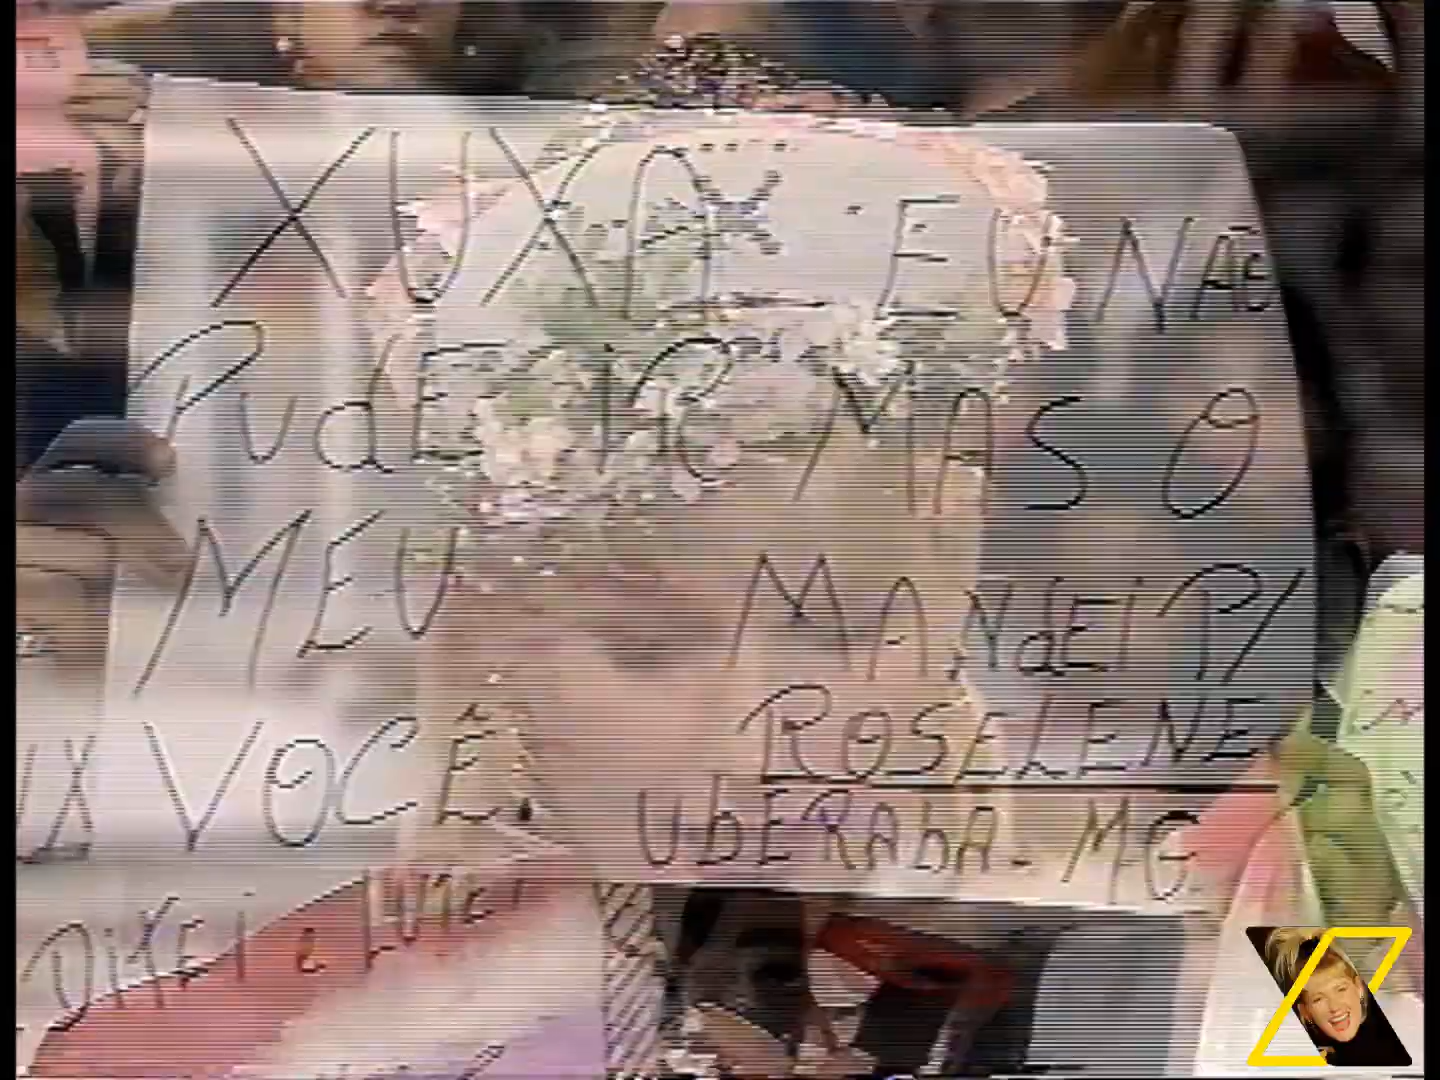 XUXA - EU NÃO
PudE IR MAS O
MEU MANdEI P/
VOCÊ. ROSELENE
UbERAbA - MG.